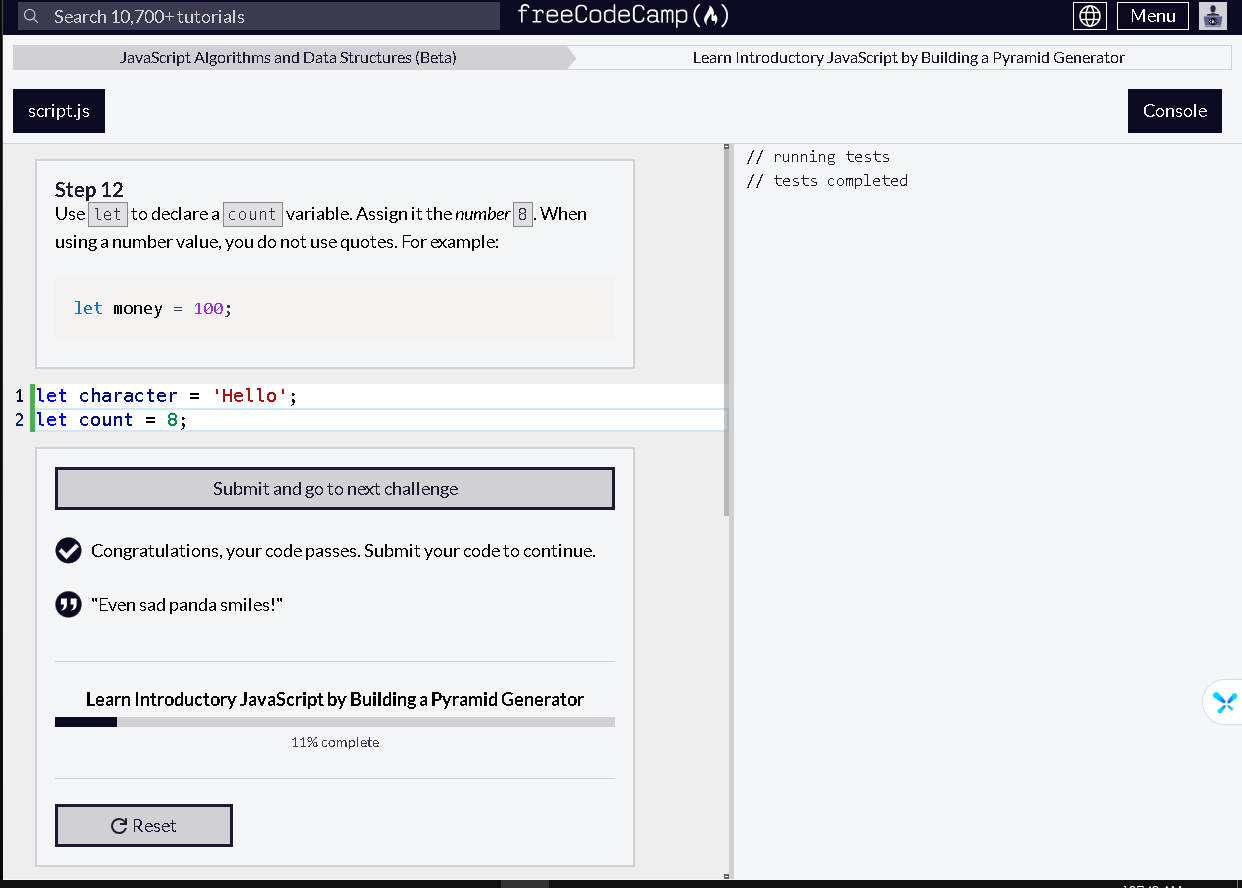 Search 10,700+ tutorials
freeCodeCamp
Menu
JavaScript Algorithms and Data Structures (Beta)
Learn Introductory JavaScript by Building a Pyramid Generator
script.js
Console
Step 12
Use let to declare a count variable. Assign it the number 8. When
using a number value, you do not use quotes. For example:
let money = 100;
1 let character = 'Hello';
2 let count = 8;
Submit and go to next challenge
Congratulations, your code passes. Submit your code to continue.
"Even sad panda smiles!"
Learn Introductory JavaScript by Building a Pyramid Generator
11% complete
Reset
// running tests
// tests completed